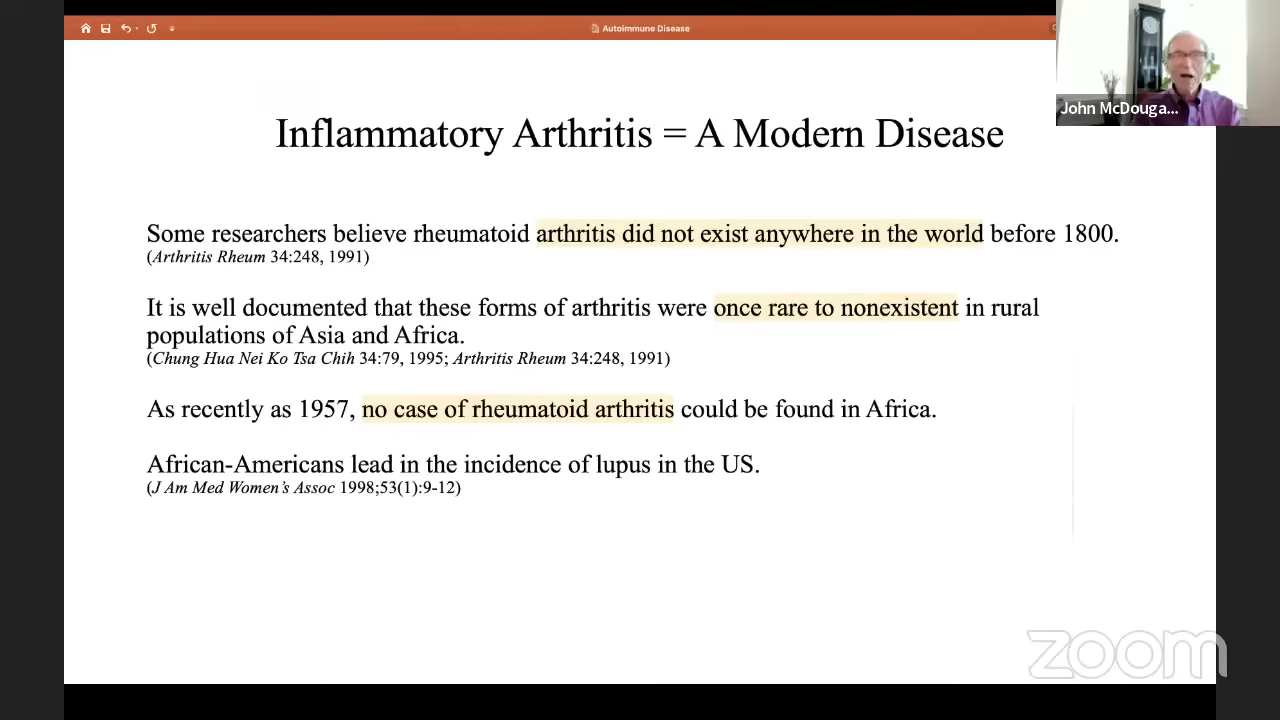 Autoimmune Disease
John McDouga...
Inflammatory Arthritis = A Modern Disease
Some researchers believe rheumatoid arthritis did not exist anywhere in the world before 1800.
(Arthritis Rheum 34:248, 1991)
It is well documented that these forms of arthritis were once rare to nonexistent in rural
populations of Asia and Africa.
(Chung Hua Nei Ko Tsa Chih 34:79, 1995; Arthritis Rheum 34:248, 1991)
As recently as 1957, no case of rheumatoid arthritis could be found in Africa.
African-Americans lead in the incidence of lupus in the US.
(J Am Med Women’s Assoc 1998;53(1):9-12)
zoom